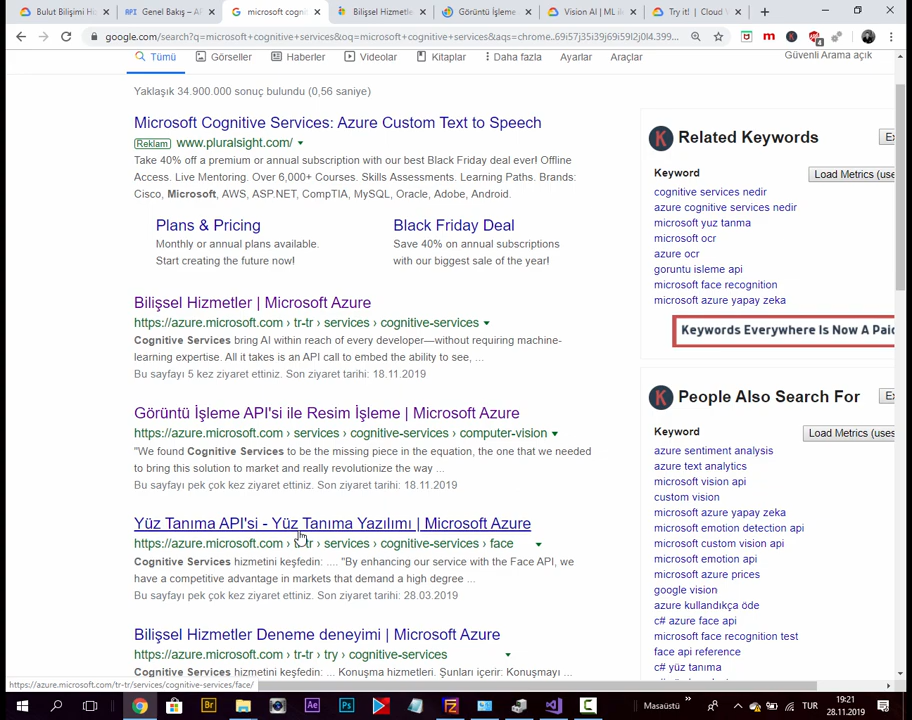 Bulut Bilişimi Hiz
Genel Bakış – AP
microsoft cogni
Bilişsel Hizmetle
Görüntü İşleme
Vision AI | ML il
Try it! | Cloud V
google.com/search?q=microsoft+cognitive+services&oq=microsoft+cognitive+services&aqs=chrome..69i57j35i39j69i59l2j0l4.399...
Tümü
Görseller
Haberler
Videolar
Kitaplar
Daha fazla
Ayarlar
Araçlar
Güvenli Arama açık
Yaklaşık 34.900.000 sonuç bulundu (0,56 saniye)
Microsoft Cognitive Services: Azure Custom Text to Speech
Reklam www.pluralsight.com/
Take 40% off a premium or annual subscription with our best Black Friday deal ever! Offline
Access. Live Mentoring. Over 6,000+ Courses. Skills Assessments. Learning Paths. Brands:
Cisco, Microsoft, AWS, ASP.NET, CompTIA, MySQL, Oracle, Adobe, Android.
Plans & Pricing
Monthly or annual plans available.
Start creating the future now!
Black Friday Deal
Save 40% on annual subscriptions
with our biggest sale of the year!
Bilişsel Hizmetler | Microsoft Azure
https://azure.microsoft.com › tr-tr › services › cognitive-services
Cognitive Services bring AI within reach of every developer—without requiring machine-
learning expertise. All it takes is an API call to embed the ability to see, ...
Bu sayfayı 5 kez ziyaret ettiniz. Son ziyaret tarihi: 18.11.2019
Görüntü İşleme API'si ile Resim İşleme | Microsoft Azure
https://azure.microsoft.com › services › cognitive-services › computer-vision
"We found Cognitive Services to be the missing piece in the equation, the one that we needed
to bring this solution to market and really revolutionize the way ...
Bu sayfayı pek çok kez ziyaret ettiniz. Son ziyaret tarihi: 18.11.2019
Yüz Tanıma API'si - Yüz Tanıma Yazılımı | Microsoft Azure
https://azure.microsoft.com › tr-tr › services › cognitive-services › face
Cognitive Services hizmetini keşfedin: .... "By enhancing our service with the Face API, we
have a competitive advantage in markets that demand a high degree ...
Bu sayfayı pek çok kez ziyaret ettiniz. Son ziyaret tarihi: 28.03.2019
Bilişsel Hizmetler Deneme deneyimi | Microsoft Azure
https://azure.microsoft.com › tr-tr › try › cognitive-services
Cognitive Services hizmetini keşfedin: ... Konuşma hizmetleri. Şunları içerir: Konuşmayı ...
Related Keywords
Ex
Keyword
Load Metrics (uses
cognitive services nedir
azure cognitive services nedir
microsoft yuz tanma
microsoft ocr
azure ocr
goruntu isleme api
microsoft face recognition
microsoft azure yapay zeka
Keywords Everywhere Is Now A Paid
People Also Search For
Ex
Keyword
Load Metrics (uses
azure sentiment analysis
azure text analytics
microsoft vision api
custom vision
microsoft azure yapay zeka
microsoft emotion detection api
microsoft custom vision api
microsoft emotion api
microsoft azure prices
google vision
azure kullandıkça öde
c# azure face api
microsoft face recognition test
face api reference
c# yüz tanıma
https://azure.microsoft.com/tr-tr/services/cognitive-services/face/
Masaüstü
TUR
19:21
28.11.2019